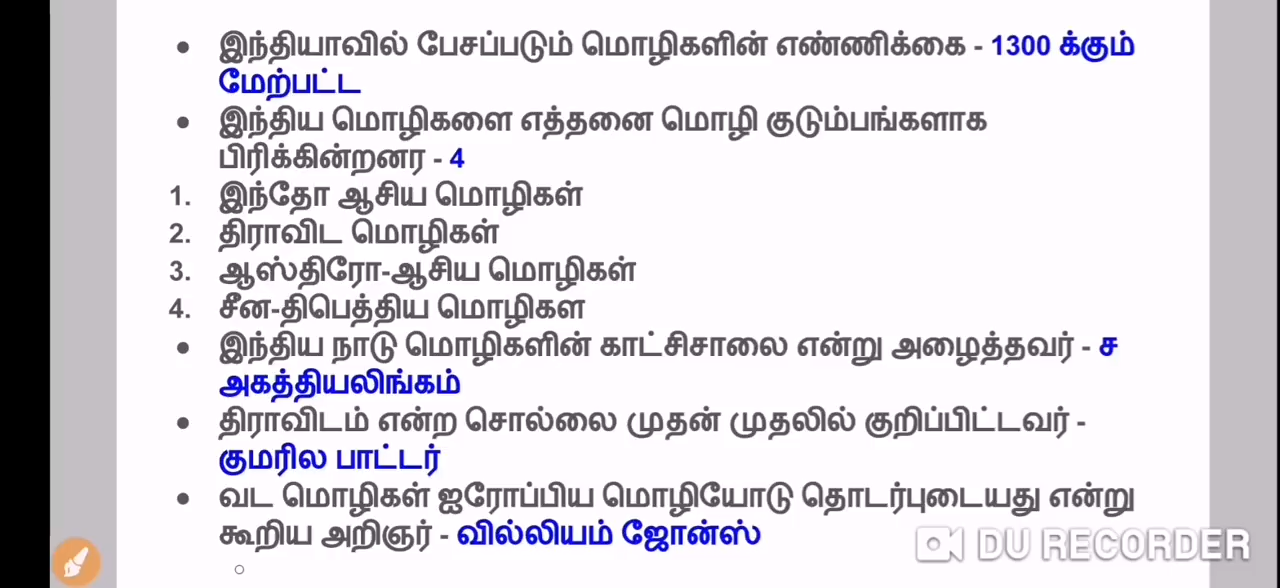 • இந்தியாவில் பேசப்படும் மொழிகளின் எண்ணிக்கை - 1300 க்கும்
மேற்பட்ட
• இந்திய மொழிகளை எத்தனை மொழி குடும்பங்களாக
பிரிக்கின்றனர - 4
1. இந்தோ ஆசிய மொழிகள்
2. திராவிட மொழிகள்
3. ஆஸ்திரோ-ஆசிய மொழிகள்
4. சீன-திபெத்திய மொழிகள
• இந்திய நாடு மொழிகளின் காட்சிசாலை என்று அழைத்தவர் - ச
அகத்தியலிங்கம்
• திராவிடம் என்ற சொல்லை முதன் முதலில் குறிப்பிட்டவர் -
குமரில பாட்டர்
• வட மொழிகள் ஐரோப்பிய மொழியோடு தொடர்புடையது என்று
கூறிய அறிஞர் - வில்லியம் ஜோன்ஸ்
DU RECORDER